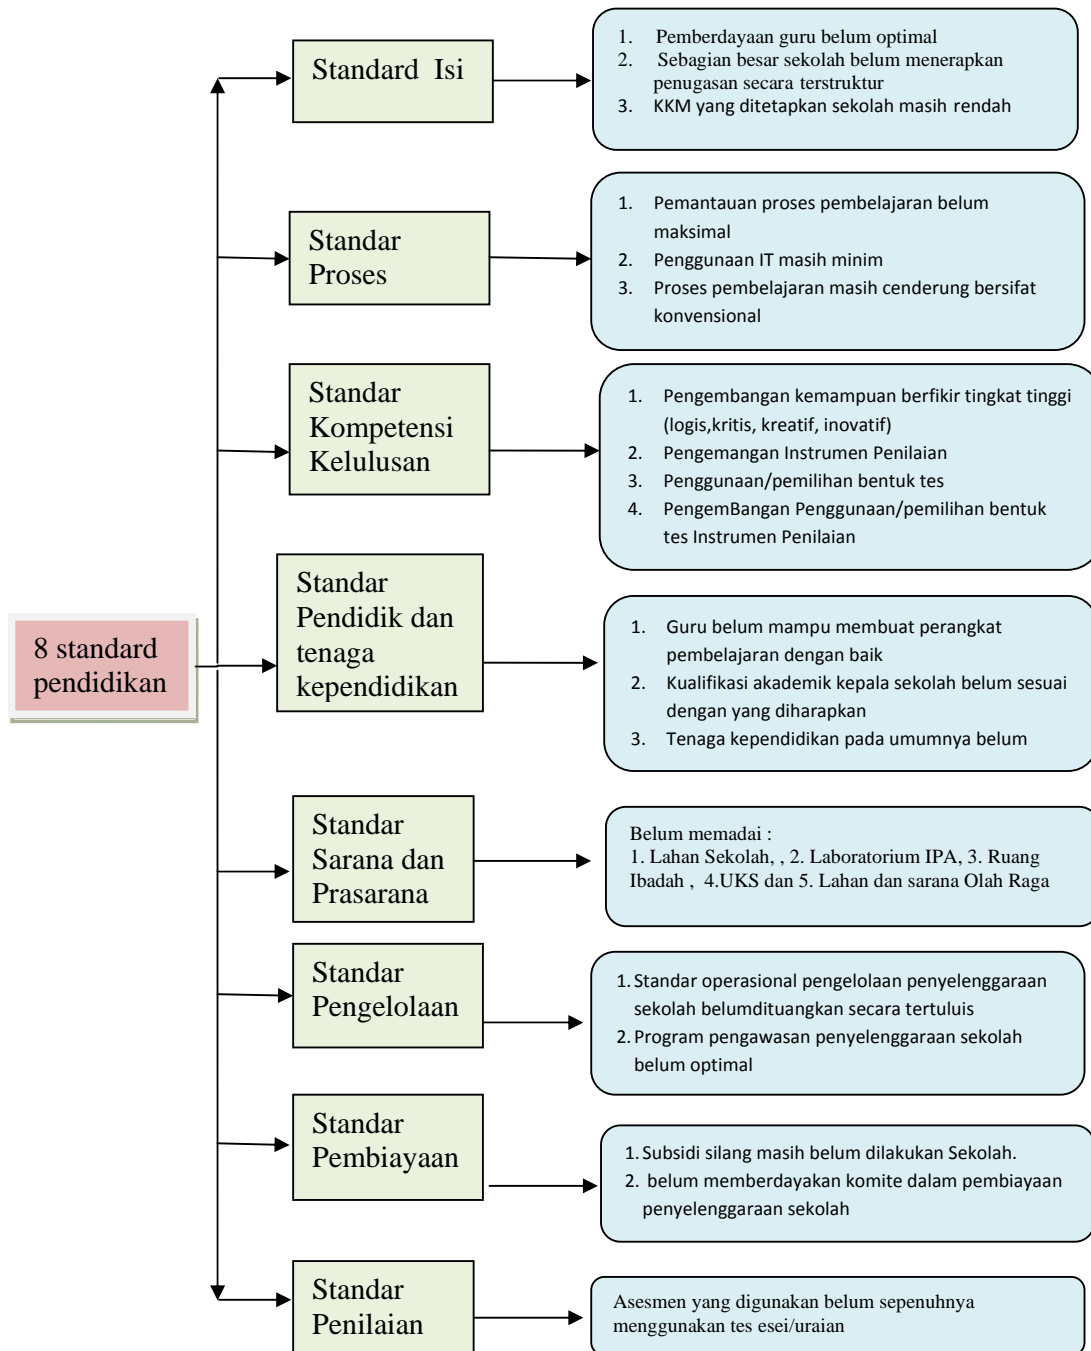 Standard Isi
1. Pemberdayaan guru belum optimal
2. Sebagian besar sekolah belum menerapkan
penugasan secara terstruktur
3. KKM yang ditetapkan sekolah masih rendah
Standar
Proses
1. Pemantauan proses pembelajaran belum
maksimal
2. Penggunaan IT masih minim
3. Proses pembelajaran masih cenderung bersifat
konvensional
Standar
Kompetensi
Kelulusan
1. Pengembangan kemampuan berfikir tingkat tinggi
(logis,kritis, kreatif, inovatif)
2. Pengemangan Instrumen Penilaian
3. Penggunaan/pemilihan bentuk tes
4. PengemBangan Penggunaan/pemilihan bentuk
tes Instrumen Penilaian
8 standard
pendidikan
Standar
Pendidik dan
tenaga
kependidikan
1. Guru belum mampu membuat perangkat
pembelajaran dengan baik
2. Kualifikasi akademik kepala sekolah belum sesuai
dengan yang diharapkan
3. Tenaga kependidikan pada umumnya belum
Standar
Sarana dan
Prasarana
Belum memadai :
1. Lahan Sekolah, , 2. Laboratorium IPA, 3. Ruang
Ibadah , 4.UKS dan 5. Lahan dan sarana Olah Raga
Standar
Pengelolaan
1. Standar operasional pengelolaan penyelenggaraan
sekolah belumdituangkan secara tertuluis
2. Program pengawasan penyelenggaraan sekolah
belum optimal
Standar
Pembiayaan
1. Subsidi silang masih belum dilakukan Sekolah.
2. belum memberdayakan komite dalam pembiayaan
penyelenggaraan sekolah
Standar
Penilaian
Asesmen yang digunakan belum sepenuhnya
menggunakan tes esei/uraian